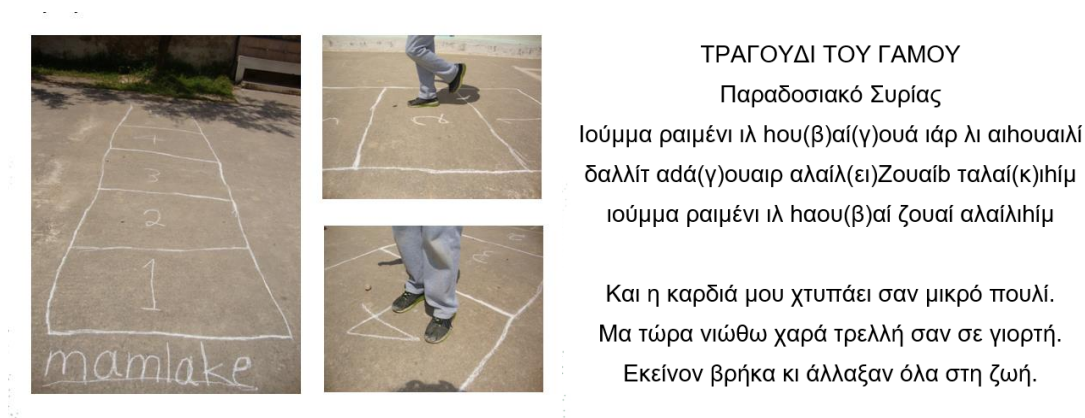 1
2
3
4
mamlake
2
ΤΡΑΓΟΥΔΙ ΤΟΥ ΓΑΜΟΥ
Παραδοσιακό Συρίας
Ιούμμα ραιμένι ιλ hου(β)αί(γ)ουά ιάρ λι αιhουαιλί
δαλλίτ αdά(γ)ουαιρ αλαίλ(ει)Ζουαίb ταλαί(κ)ιhίμ
ιούμμα ραιμένι ιλ hαου(β)αί ζουαί αλαίλιhίμ
Και η καρδιά μου χτυπάει σαν μικρό πουλί.
Μα τώρα νιώθω χαρά τρελλή σαν σε γιορτή.
Εκείνον βρήκα κι άλλαξαν όλα στη ζωή.